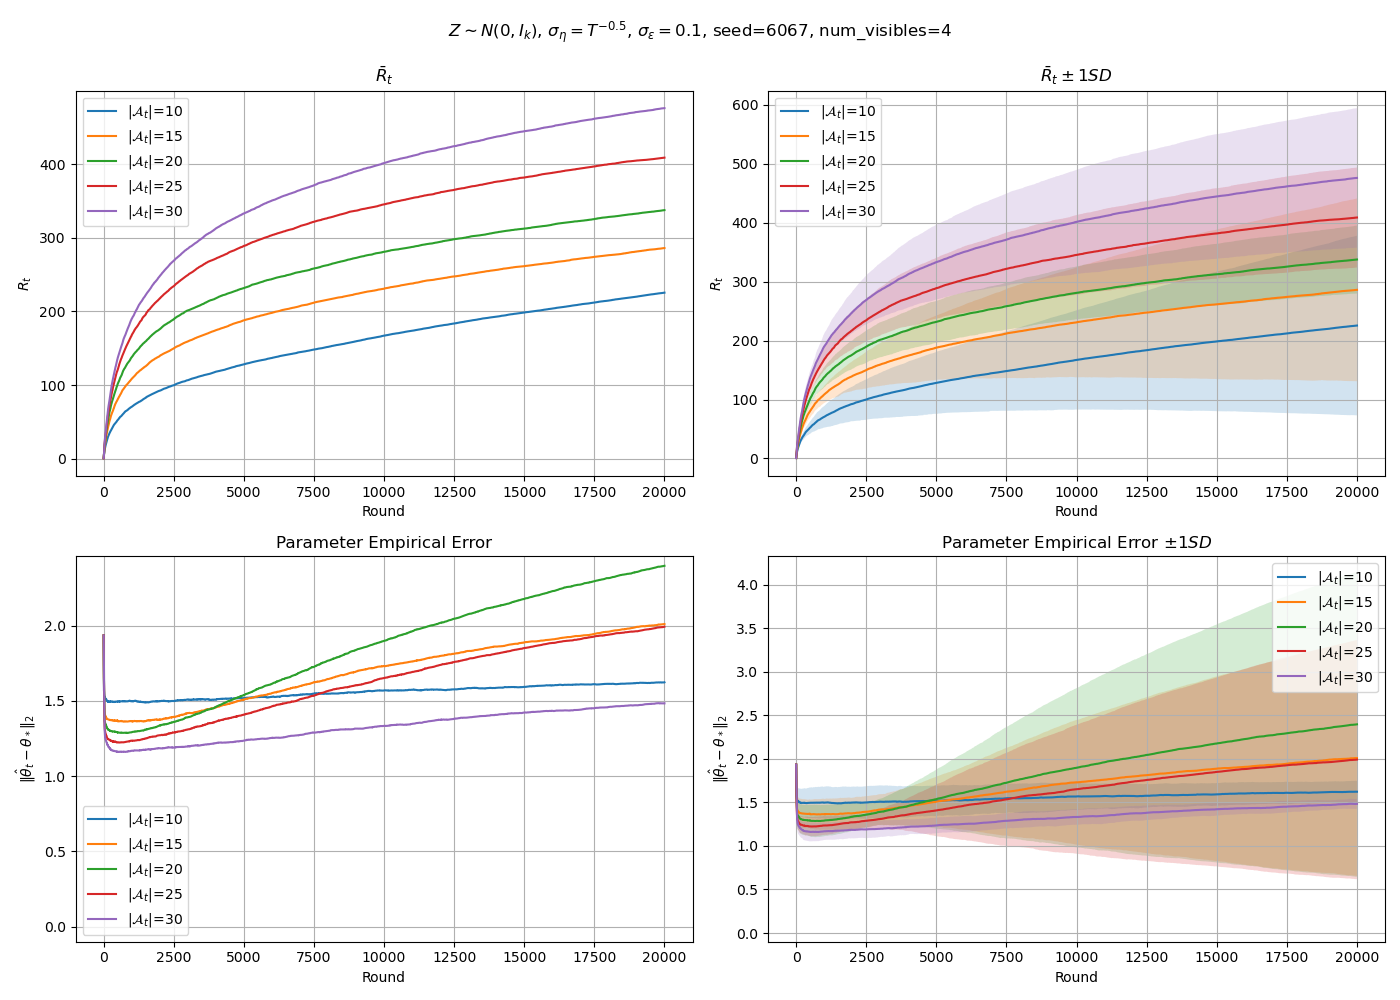 Z ∼ N(0, I_k), σ_η = T^{−0.5}, σ_ε = 0.1, seed=6067, num_visibles=4
R̄_t
R_t
400
300
200
100
0
|𝒜_t|=10
|𝒜_t|=15
|𝒜_t|=20
|𝒜_t|=25
|𝒜_t|=30
0 2500 5000 7500 10000 12500 15000 17500 20000
Round
R̄_t ± 1SD
R_t
600
500
400
300
200
100
0
|𝒜_t|=10
|𝒜_t|=15
|𝒜_t|=20
|𝒜_t|=25
|𝒜_t|=30
0 2500 5000 7500 10000 12500 15000 17500 20000
Round
Parameter Empirical Error
‖θ̂_t − θ_*‖_2
2.0
1.5
1.0
0.5
0.0
|𝒜_t|=10
|𝒜_t|=15
|𝒜_t|=20
|𝒜_t|=25
|𝒜_t|=30
0 2500 5000 7500 10000 12500 15000 17500 20000
Round
Parameter Empirical Error ±1SD
‖θ̂_t − θ_*‖_2
4.0
3.5
3.0
2.5
2.0
1.5
1.0
0.5
0.0
|𝒜_t|=10
|𝒜_t|=15
|𝒜_t|=20
|𝒜_t|=25
|𝒜_t|=30
0 2500 5000 7500 10000 12500 15000 17500 20000
Round